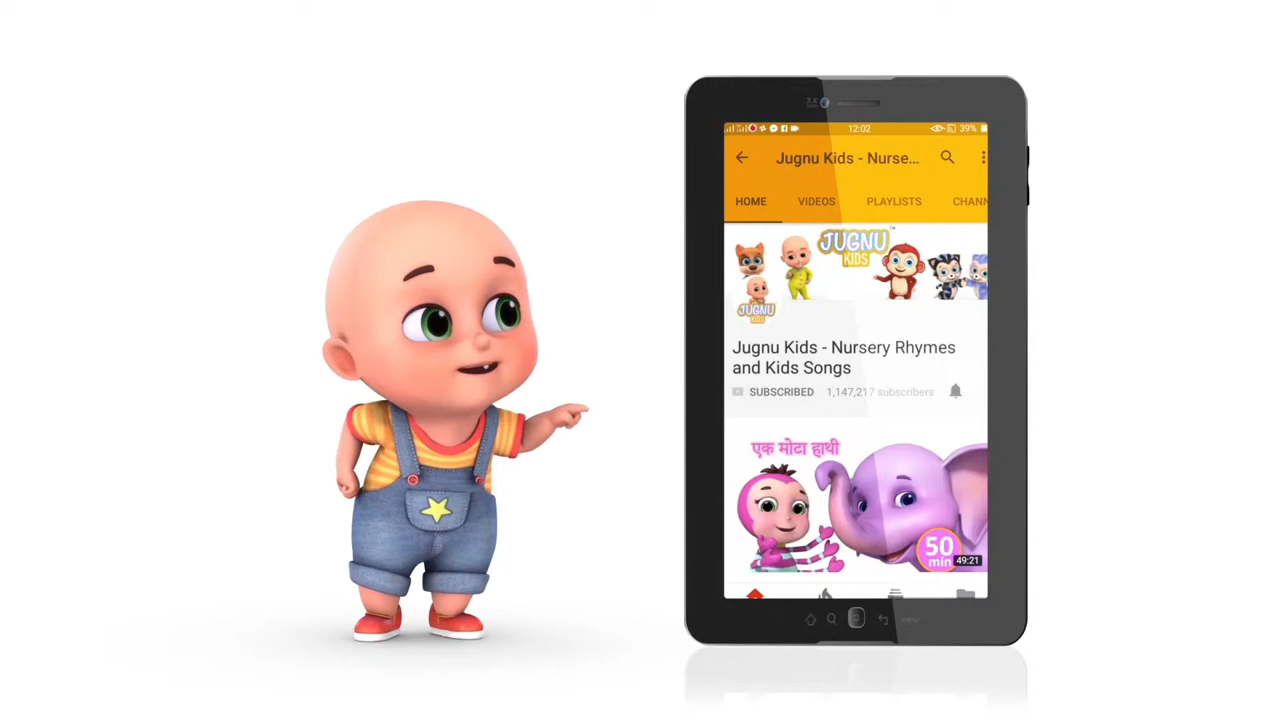 12:02
39%
Jugnu Kids - Nurse...
HOME VIDEOS PLAYLISTS CHANN
JUGNU
KIDS
JUGNU
KIDS
Jugnu Kids - Nursery Rhymes
and Kids Songs
SUBSCRIBED 1,147,217 subscribers
एक मोटा हाथी
50
min
49:21